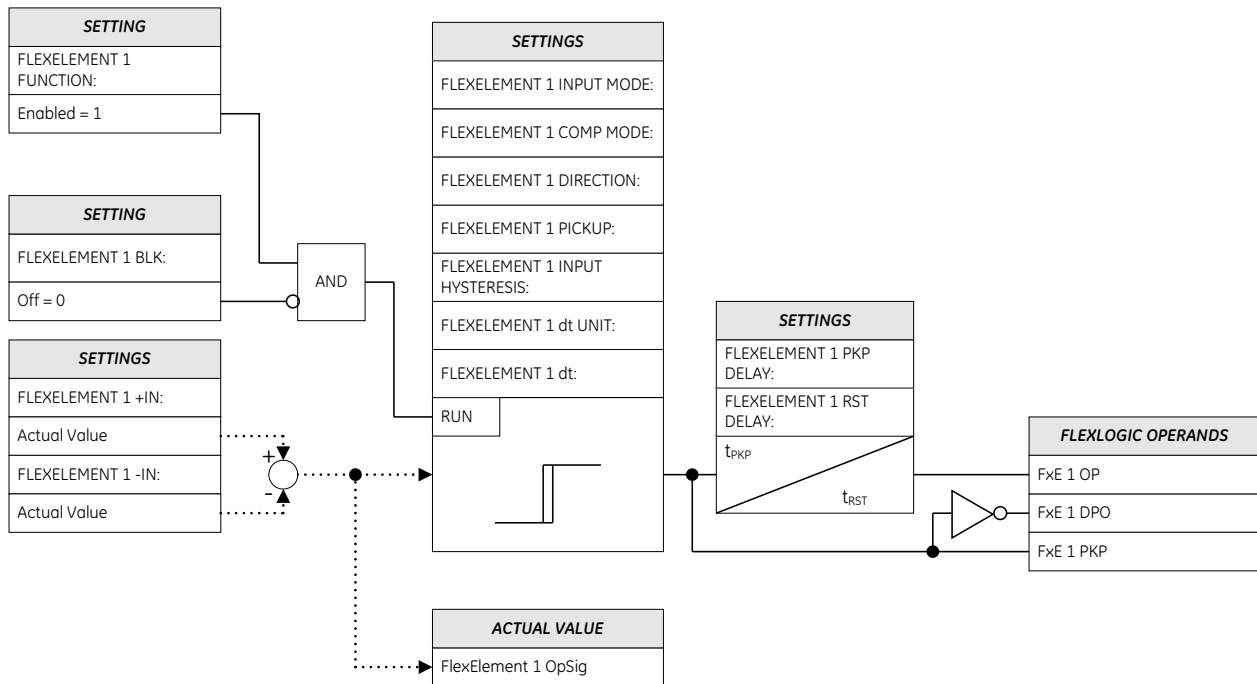 SETTING
FLEXELEMENT 1
FUNCTION:
Enabled = 1
SETTING
FLEXELEMENT 1 BLK:
Off = 0
SETTINGS
FLEXELEMENT 1 +IN:
Actual Value
FLEXELEMENT 1 -IN:
Actual Value
+
-
AND
SETTINGS
FLEXELEMENT 1 INPUT MODE:
FLEXELEMENT 1 COMP MODE:
FLEXELEMENT 1 DIRECTION:
FLEXELEMENT 1 PICKUP:
FLEXELEMENT 1 INPUT
HYSTERESIS:
FLEXELEMENT 1 dt UNIT:
FLEXELEMENT 1 dt:
RUN
ACTUAL VALUE
FlexElement 1 OpSig
SETTINGS
FLEXELEMENT 1 PKP
DELAY:
FLEXELEMENT 1 RST
DELAY:
tPKP
tRST
FLEXLOGIC OPERANDS
FxE 1 OP
FxE 1 DPO
FxE 1 PKP